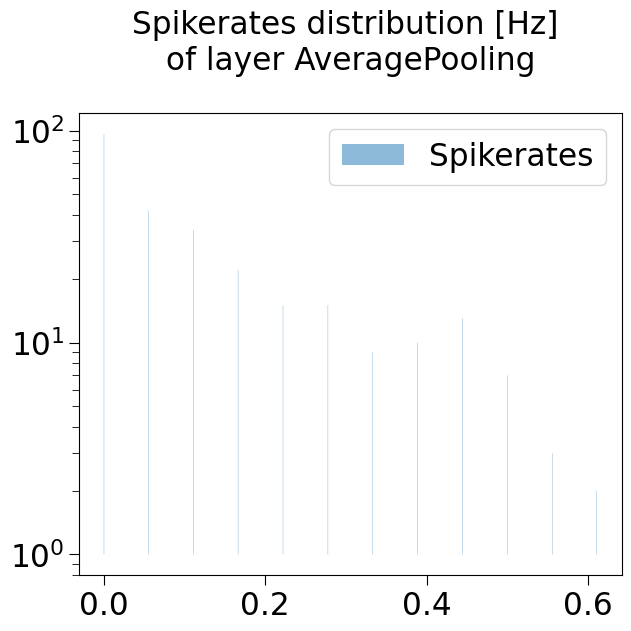 Spikerates distribution [Hz]
of layer AveragePooling
Spikerates
10²
10¹
10⁰
0.0 0.2 0.4 0.6